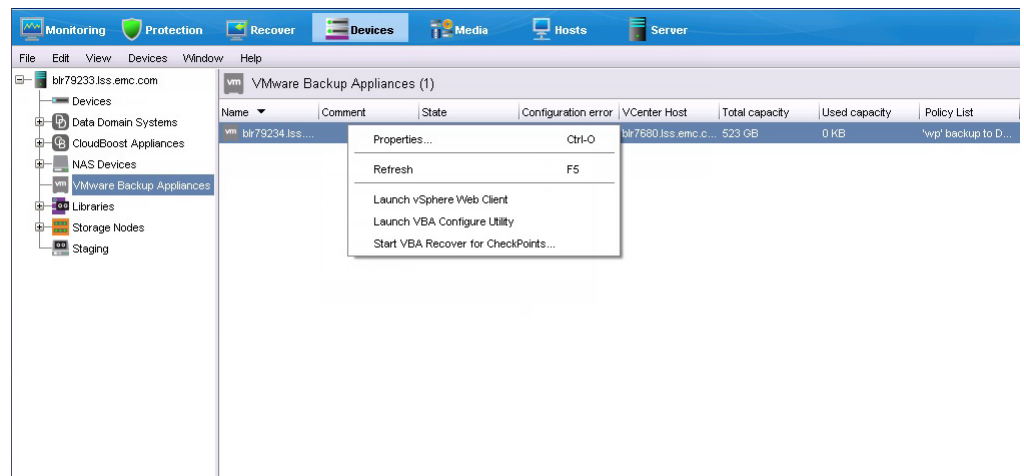 Monitoring Protection Recover Devices Media Hosts Server
File Edit View Devices Window Help
blr79233.lss.emc.com
Devices
Data Domain Systems
CloudBoost Appliances
NAS Devices
VMware Backup Appliances
Libraries
Storage Nodes
Staging
vm VMware Backup Appliances (1)
Name Comment State Configuration error VCenter Host Total capacity Used capacity Policy List
vm blr79234.lss.... blr7680.lss.emc.c... 523 GB 0 KB 'wp' backup to D...
Properties... Ctrl-O
Refresh F5
Launch vSphere Web Client
Launch VBA Configure Utility
Start VBA Recover for CheckPoints...